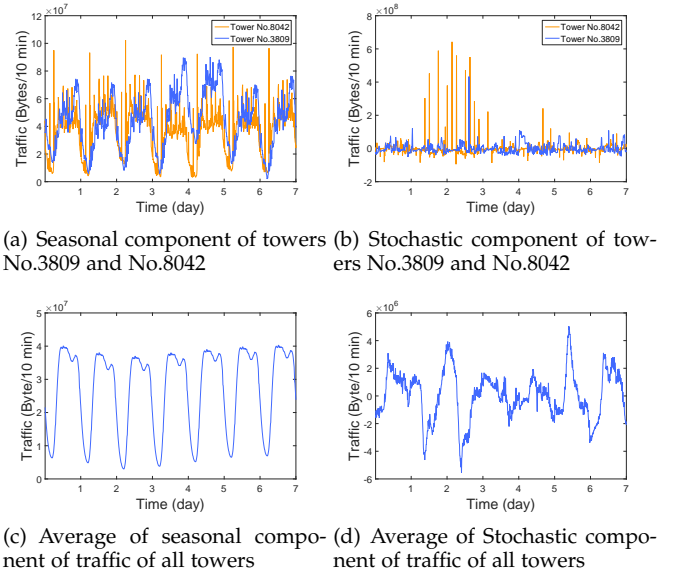 ×10⁷
Tower No.8042
Tower No.3809
Traffic (Bytes/10 min)
12
10
8
6
4
2
0
1 2 3 4 5 6 7
Time (day)
×10⁸
Tower No.8042
Tower No.3809
Traffic (Bytes/10 min)
8
6
4
2
0
-2
1 2 3 4 5 6 7
Time (day)
(a) Seasonal component of towers
No.3809 and No.8042
(b) Stochastic component of tow-
ers No.3809 and No.8042
×10⁷
Traffic (Byte/10 min)
5
4
3
2
1
0
1 2 3 4 5 6 7
Time (day)
×10⁶
Traffic (Byte/10 min)
6
4
2
0
-2
-4
-6
1 2 3 4 5 6 7
Time (day)
(c) Average of seasonal compo-
nent of traffic of all towers
(d) Average of Stochastic compo-
nent of traffic of all towers